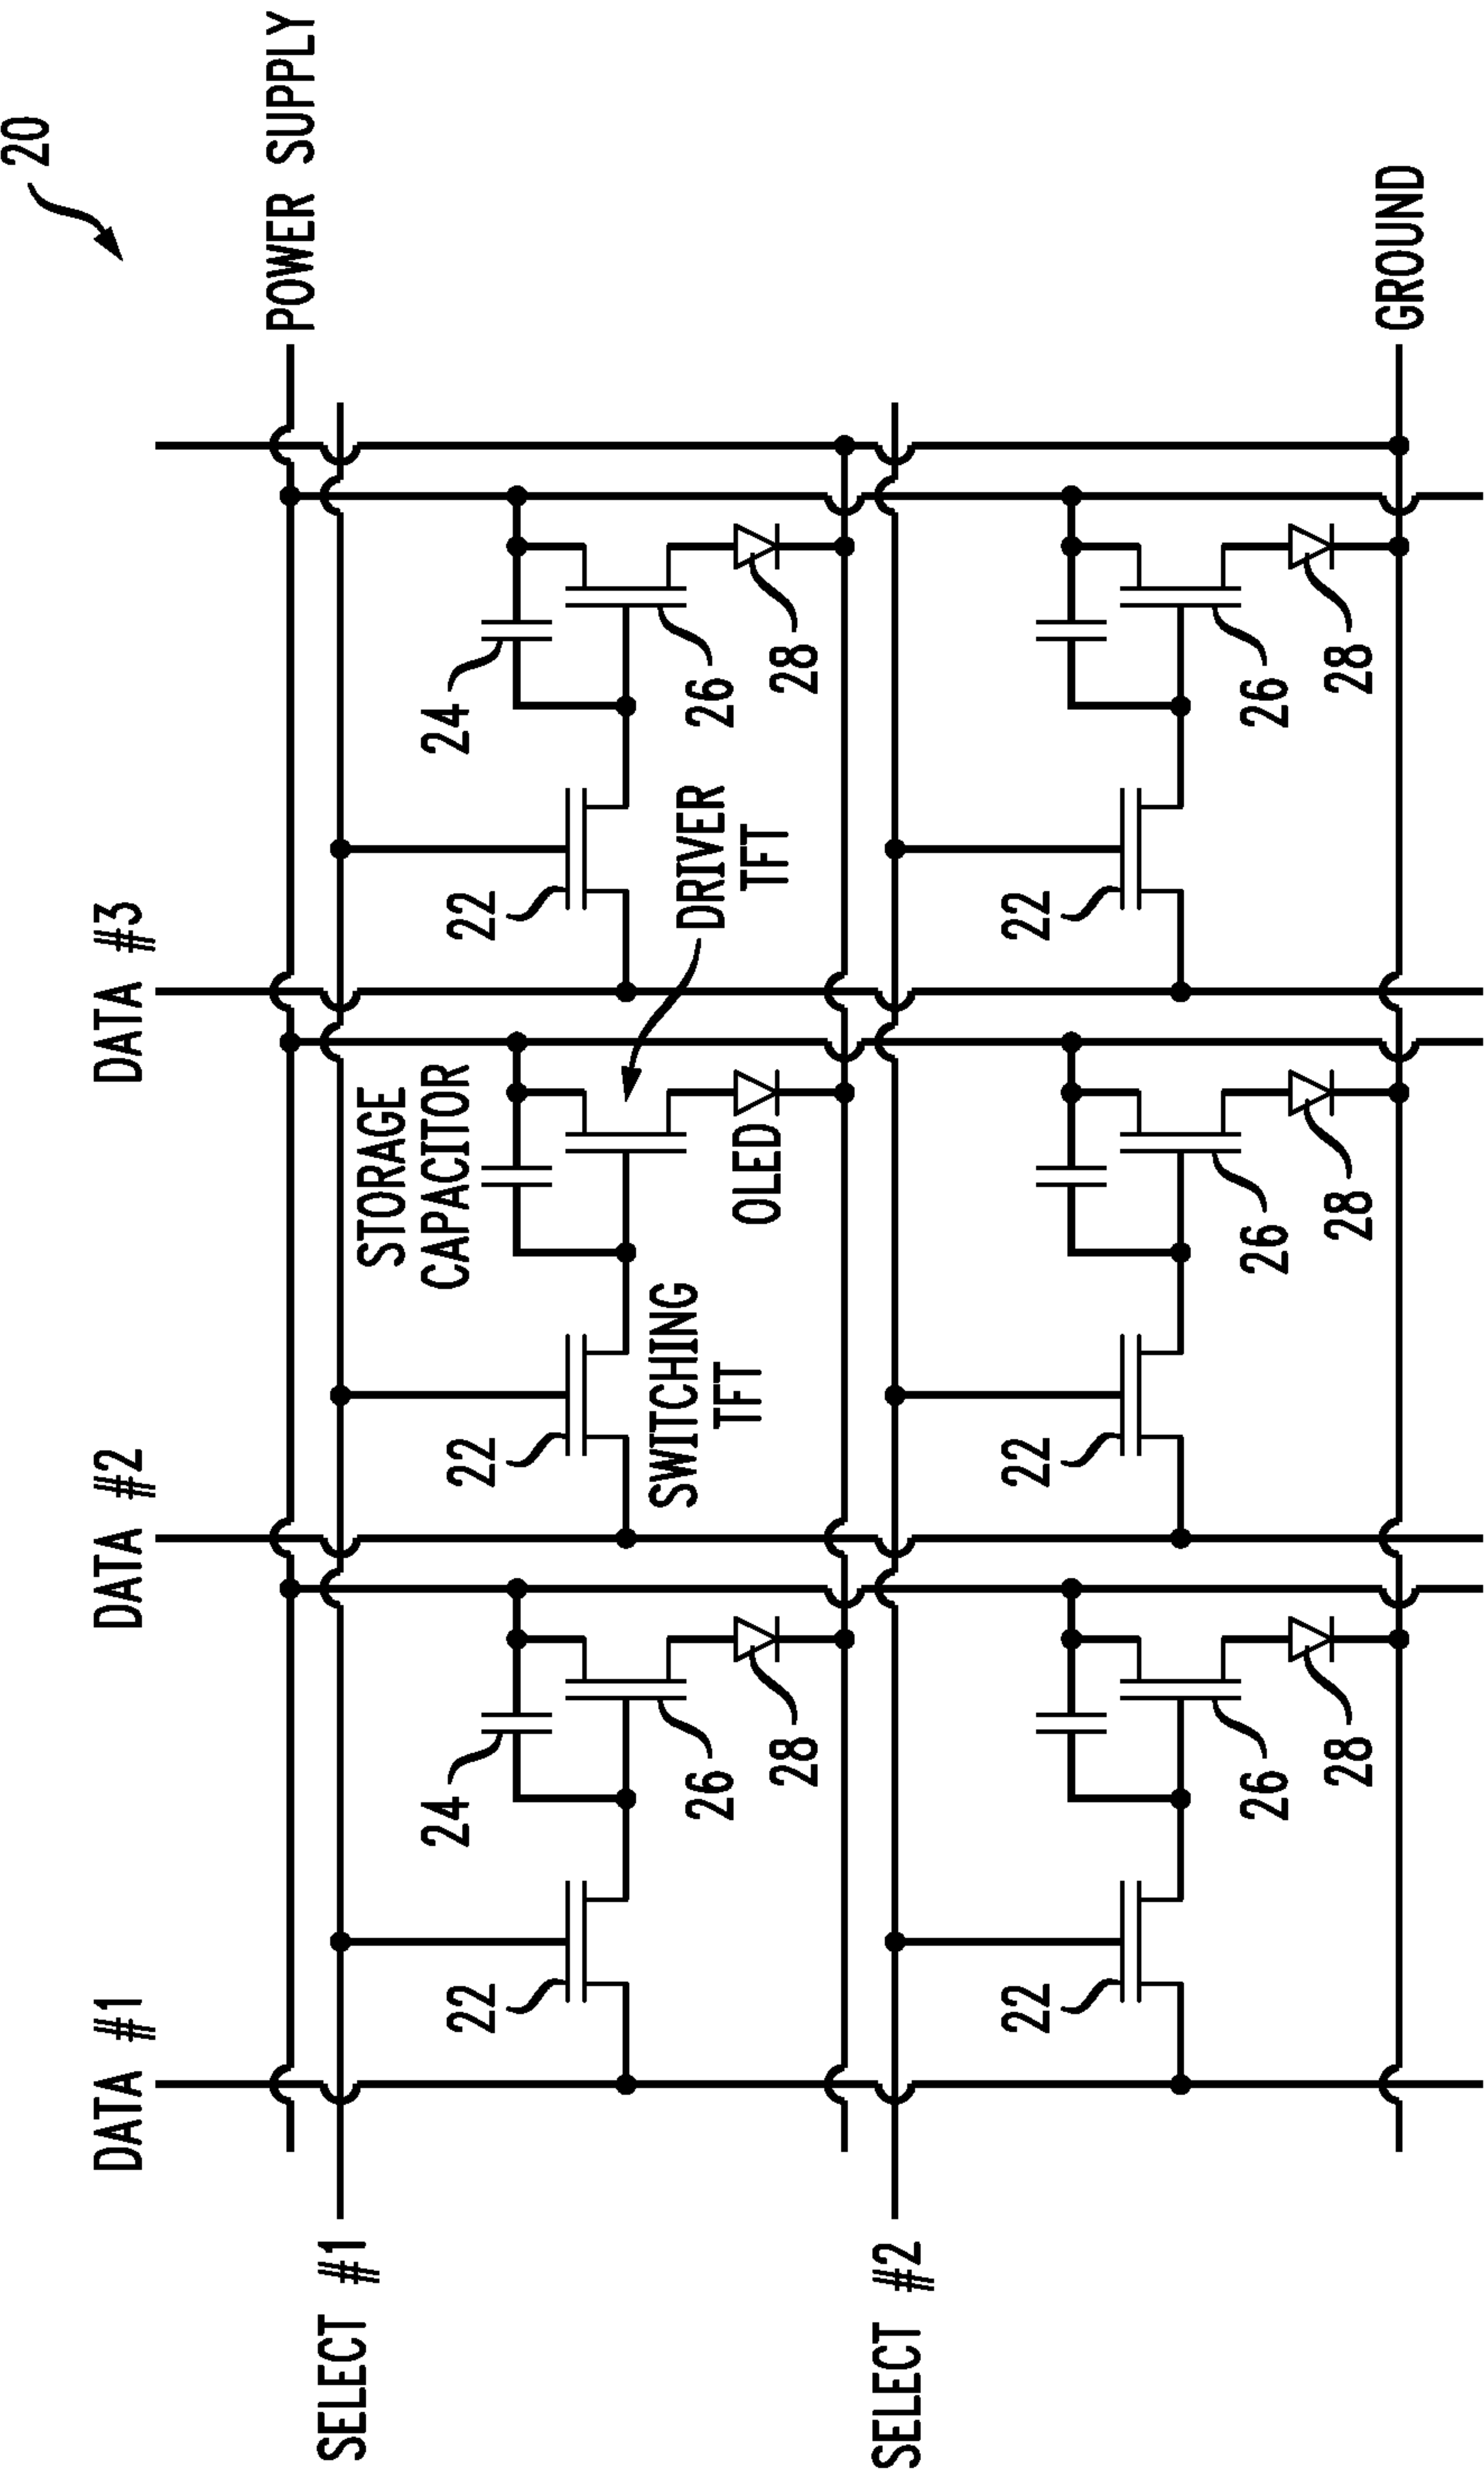 20
DATA #1
DATA #2
DATA #3
POWER SUPPLY
SELECT #1
STORAGE
CAPACITOR
24
24
22
22
22
SWITCHING
TFT
DRIVER
TFT
26
26
OLED
28
28
SELECT #2
22
22
22
26
26
26
28
28
28
GROUND